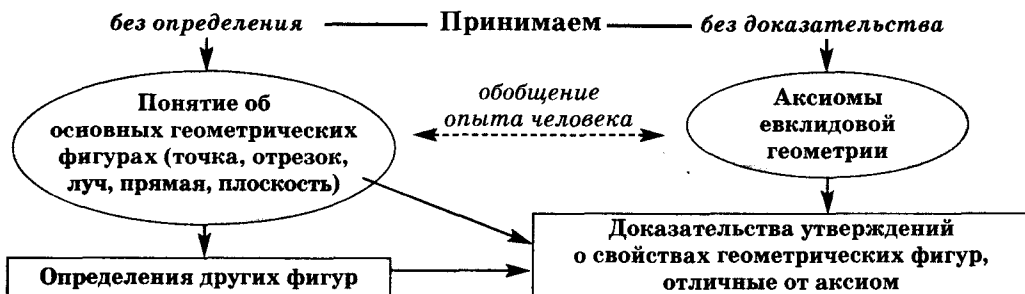 без определения — Принимаем — без доказательства
Понятие об
основных геометрических
фигурах (точка, отрезок,
луч, прямая, плоскость)
обобщение
опыта человека
Аксиомы
евклидовой
геометрии
Определения других фигур
Доказательства утверждений
о свойствах геометрических фигур,
отличные от аксиом